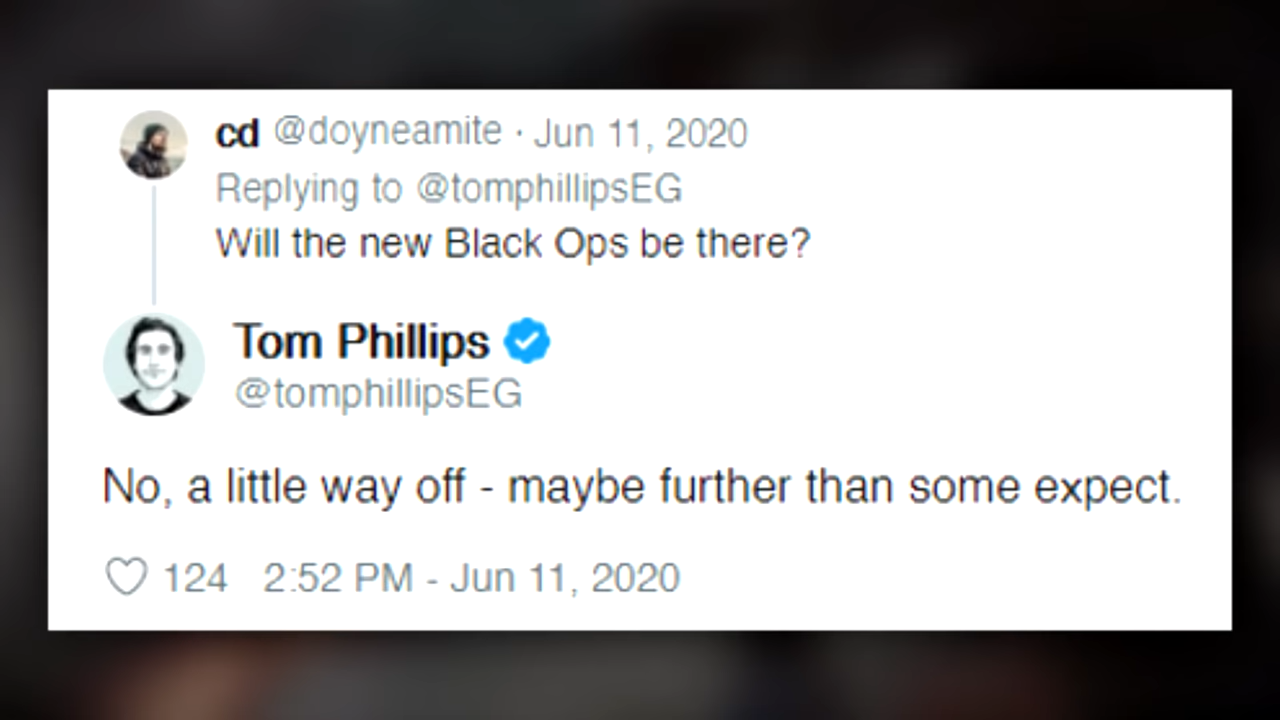 cd @doyneamite · Jun 11, 2020
Replying to @tomphillipsEG
Will the new Black Ops be there?
Tom Phillips
@tomphillipsEG
No, a little way off - maybe further than some expect.
124 2:52 PM - Jun 11, 2020